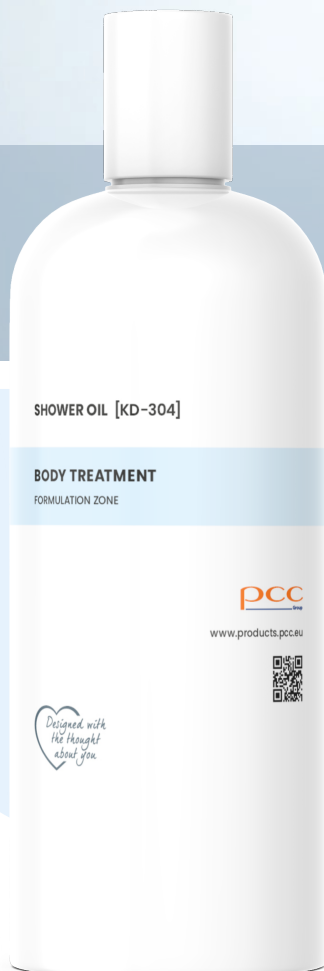 SHOWER OIL [KD-304]
BODY TREATMENT
FORMULATION ZONE
pcc
Group
www.products.pcc.eu
Designed with
the thought
about you